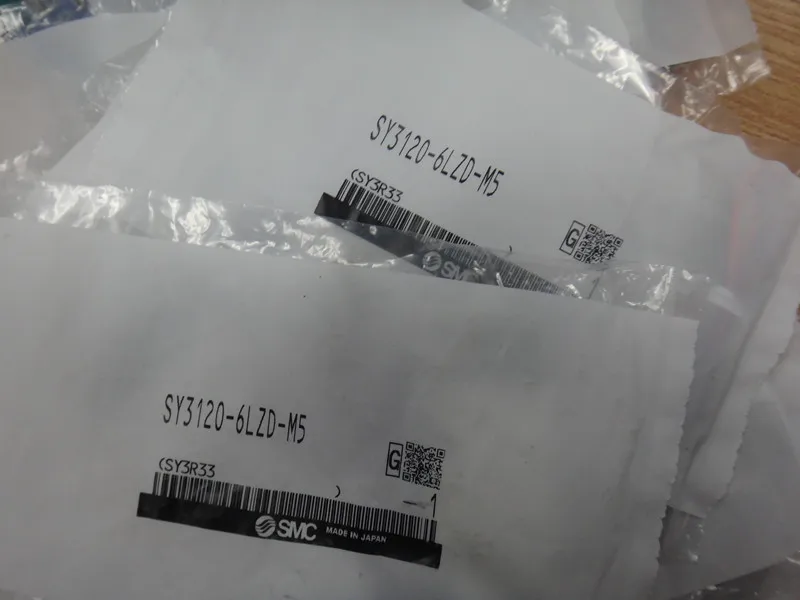 SY3120-6LZD-M5
(SY3R33
)
G
SMC
SY3120-6LZD-M5
(SY3R33
)
G
1
SMC MADE IN JAPAN